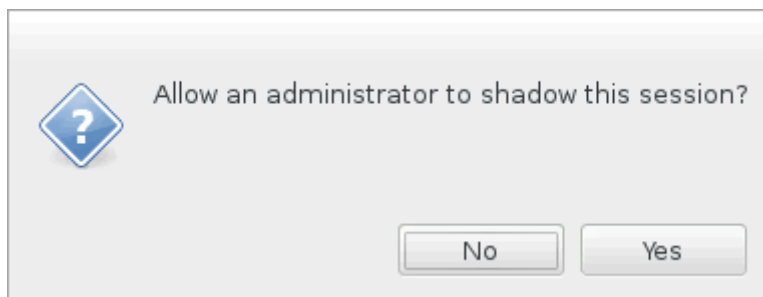 Allow an administrator to shadow this session?
No Yes